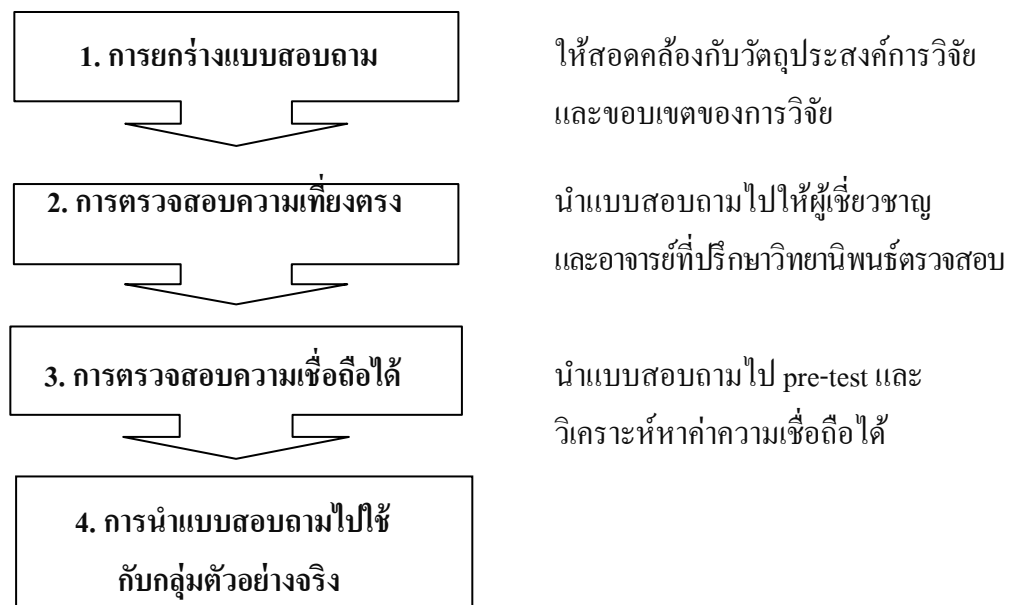 1. การยกร่างแบบสอบถาม
ให้สอดคล้องกับวัตถุประสงค์การวิจัย
และขอบเขตของการวิจัย
2. การตรวจสอบความเที่ยงตรง
นำแบบสอบถามไปให้ผู้เชี่ยวชาญ
และอาจารย์ที่ปรึกษาวิทยานิพนธ์ตรวจสอบ
3. การตรวจสอบความเชื่อถือได้
นำแบบสอบถามไป pre-test และ
วิเคราะห์หาค่าความเชื่อถือได้
4. การนำแบบสอบถามไปใช้
กับกลุ่มตัวอย่างจริง